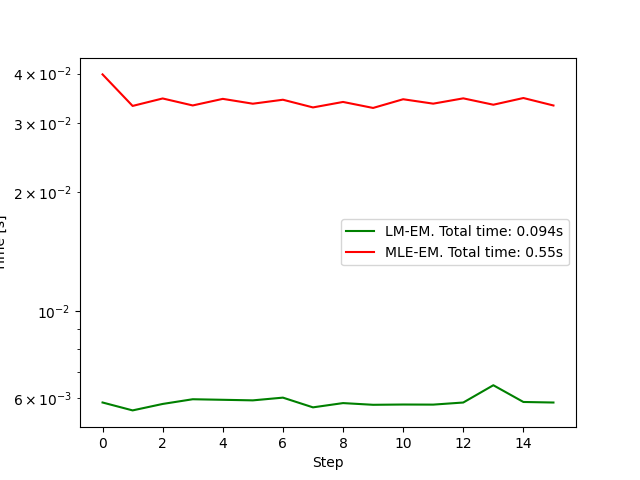 4 × 10⁻²
3 × 10⁻²
2 × 10⁻²
10⁻²
6 × 10⁻³
Time [s]
LM-EM. Total time: 0.094s
MLE-EM. Total time: 0.55s
0 2 4 6 8 10 12 14
Step